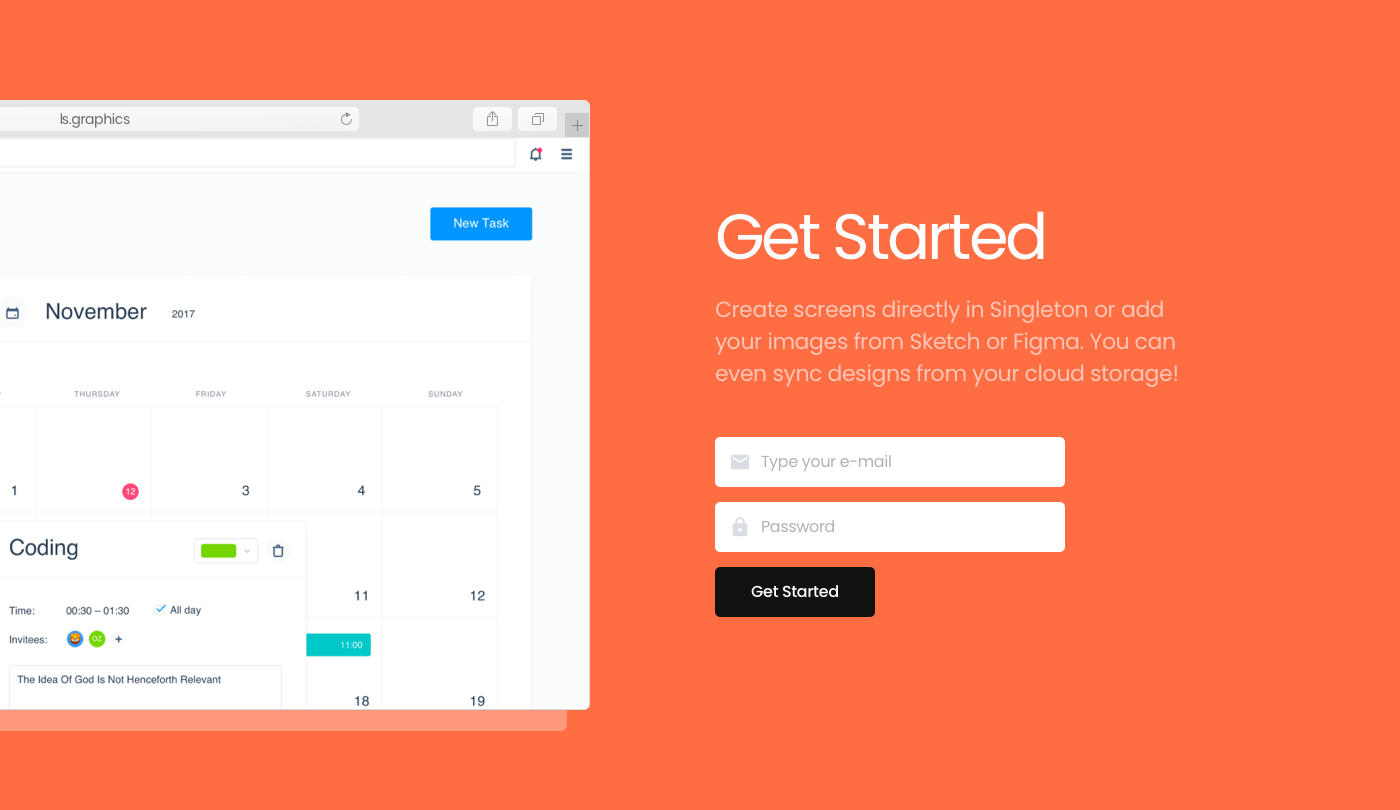 ls.graphics
New Task
November 2017
THURSDAY FRIDAY SATURDAY SUNDAY
1 12 3 4 5
Coding
11 12
Time: 00:30 – 01:30 All day
Invitees: OZ +
11:00
The Idea Of God Is Not Henceforth Relevant
18 19
Get Started
Create screens directly in Singleton or add
your images from Sketch or Figma. You can
even sync designs from your cloud storage!
Type your e-mail
Password
Get Started